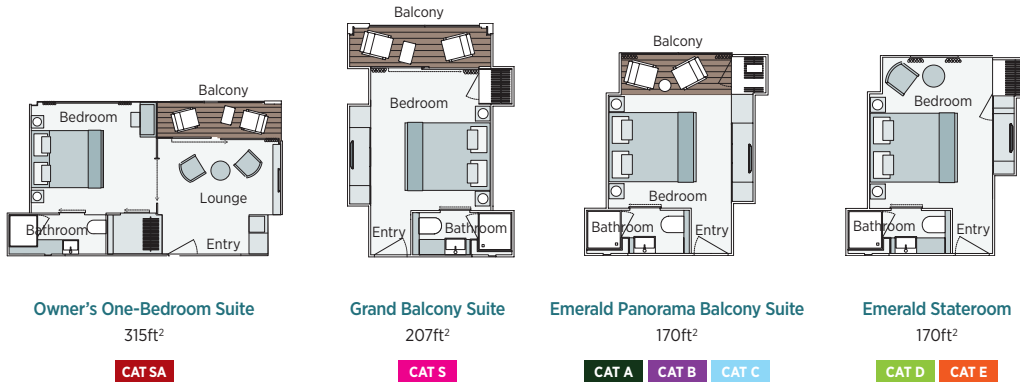 Balcony
Bedroom
Lounge
Bathroom
Entry
Owner's One-Bedroom Suite
315ft²
CAT SA
Balcony
Bedroom
Entry
Bathroom
Grand Balcony Suite
207ft²
CAT S
Balcony
Bedroom
Bathroom
Entry
Emerald Panorama Balcony Suite
170ft²
CAT A CAT B CAT C
Bedroom
Bathroom
Entry
Emerald Stateroom
170ft²
CAT D CAT E